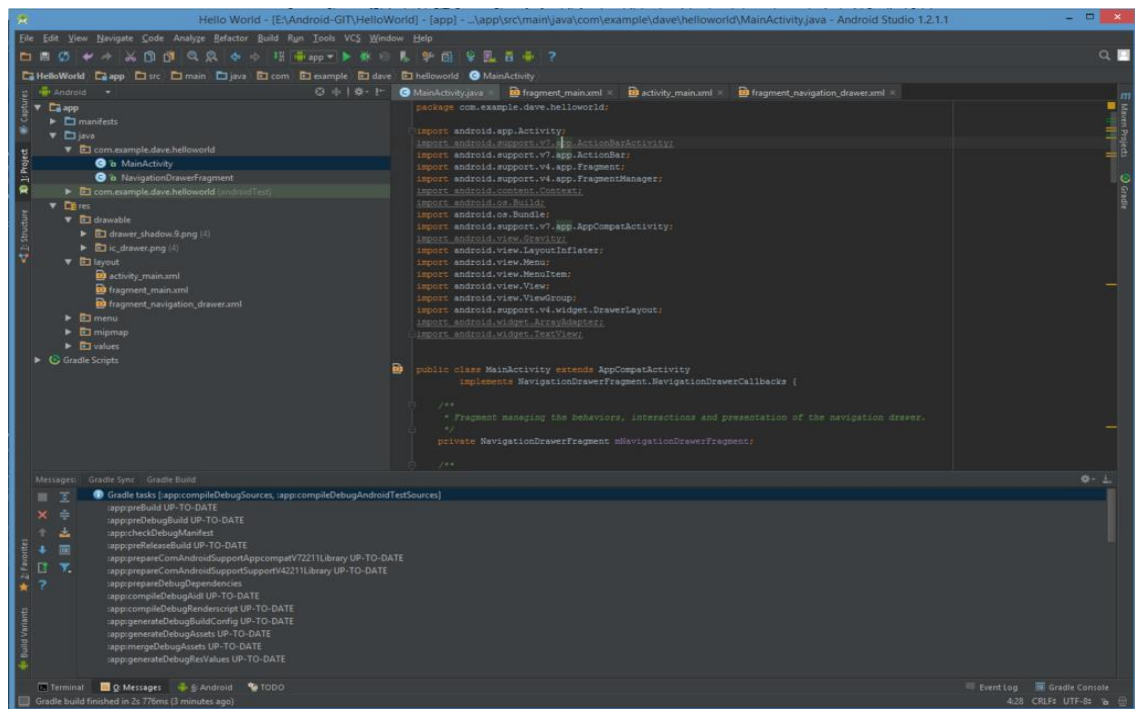 Hello World - [E:\Android-GIT\HelloWorld] - [app] - ...\app\src\main\java\com\example\dave\helloworld\MainActivity.java - Android Studio 1.2.1.1
File Edit View Navigate Code Analyze Refactor Build Run Tools VCS Window Help
app
HelloWorld app src main java com example dave helloworld MainActivity
Android
MainActivity.java fragment_main.xml activity_main.xml fragment_navigation_drawer.xml
Captures
1: Project
2: Structure
2: Favorites
Build Variants
app
manifests
java
com.example.dave.helloworld
MainActivity
NavigationDrawerFragment
com.example.dave.helloworld (androidTest)
res
drawable
drawer_shadow.9.png (4)
ic_drawer.png (4)
layout
activity_main.xml
fragment_main.xml
fragment_navigation_drawer.xml
menu
mipmap
values
Gradle Scripts
package com.example.dave.helloworld;
import android.app.Activity;
import android.support.v7.app.ActionBarActivity;
import android.support.v7.app.ActionBar;
import android.support.v4.app.Fragment;
import android.support.v4.app.FragmentManager;
import android.content.Context;
import android.os.Build;
import android.os.Bundle;
import android.support.v7.app.AppCompatActivity;
import android.view.Gravity;
import android.view.LayoutInflater;
import android.view.Menu;
import android.view.MenuItem;
import android.view.View;
import android.view.ViewGroup;
import android.support.v4.widget.DrawerLayout;
import android.widget.ArrayAdapter;
import android.widget.TextView;
public class MainActivity extends AppCompatActivity
implements NavigationDrawerFragment.NavigationDrawerCallbacks {
/**
* Fragment managing the behaviors, interactions and presentation of the navigation drawer.
*/
private NavigationDrawerFragment mNavigationDrawerFragment;
/**
Maven Projects
Gradle
Messages: Gradle Sync Gradle Build
Gradle tasks [:app:compileDebugSources, :app:compileDebugAndroidTestSources]
:app:preBuild UP-TO-DATE
:app:preDebugBuild UP-TO-DATE
:app:checkDebugManifest
:app:preReleaseBuild UP-TO-DATE
:app:prepareComAndroidSupportAppcompatV72211Library UP-TO-DATE
:app:prepareComAndroidSupportSupportV42211Library UP-TO-DATE
:app:prepareDebugDependencies
:app:compileDebugAidl UP-TO-DATE
:app:compileDebugRenderscript UP-TO-DATE
:app:generateDebugBuildConfig UP-TO-DATE
:app:generateDebugAssets UP-TO-DATE
:app:mergeDebugAssets UP-TO-DATE
:app:generateDebugResValues UP-TO-DATE
Terminal 0: Messages 6: Android TODO Event Log Gradle Console
Gradle build finished in 2s 776ms (3 minutes ago) 4:28 CRLF÷ UTF-8÷